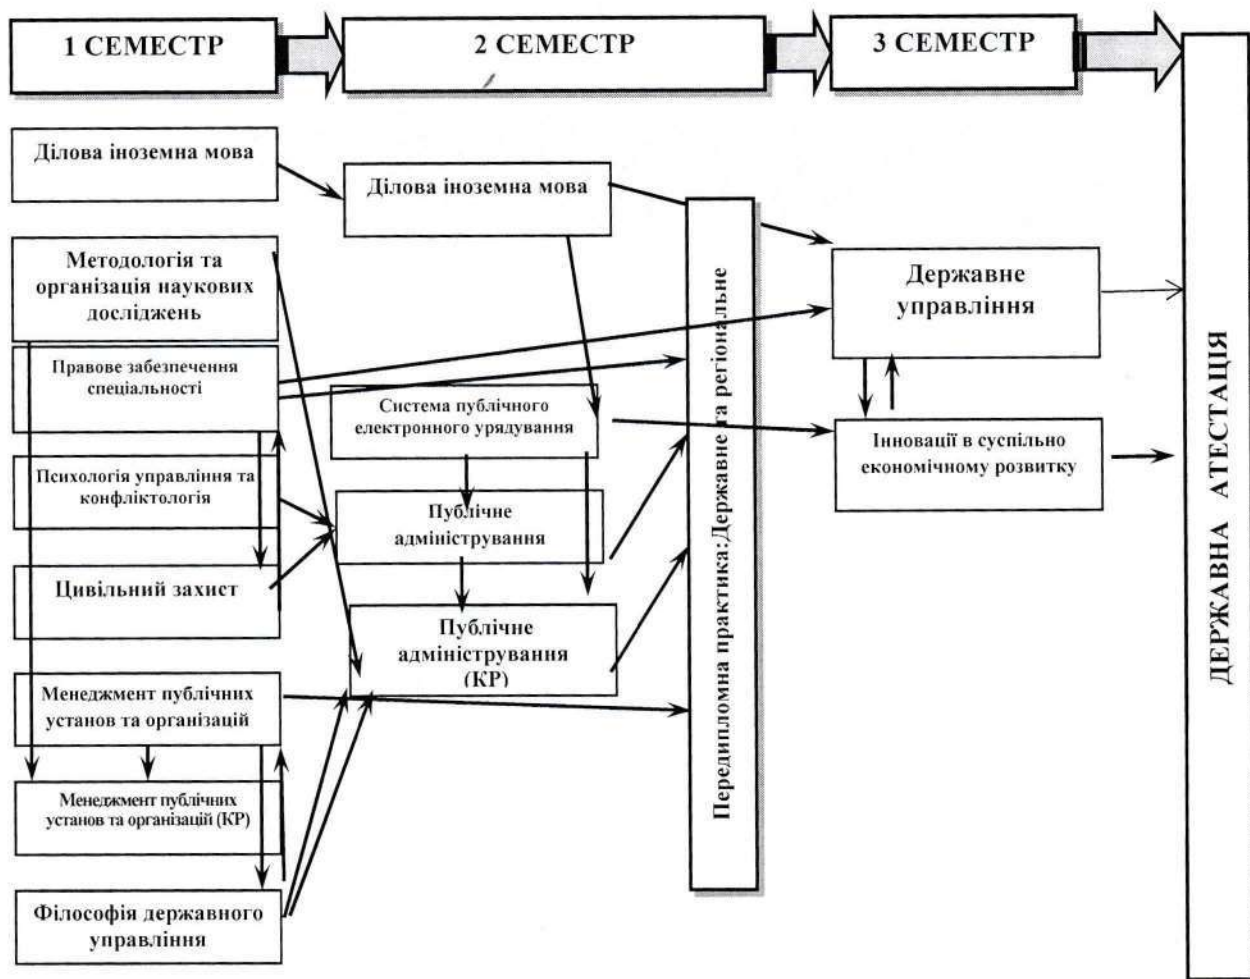 1 СЕМЕСТР
2 СЕМЕСТР
3 СЕМЕСТР
Ділова іноземна мова
Методологія та
організація наукових
досліджень
Правове забезпечення
спеціальності
Психологія управління та
конфліктологія
Цивільний захист
Менеджмент публічних
установ та організацій
Менеджмент публічних
установ та організацій (КР)
Філософія державного
управління
Ділова іноземна мова
Система публічного
електронного урядування
Публічне
адміністрування
Публічне
адміністрування
(КР)
Передипломна практика:Державне та регіональне
Державне
управління
Інновації в суспільно
економічному розвитку
ДЕРЖАВНА АТЕСТАЦІЯ